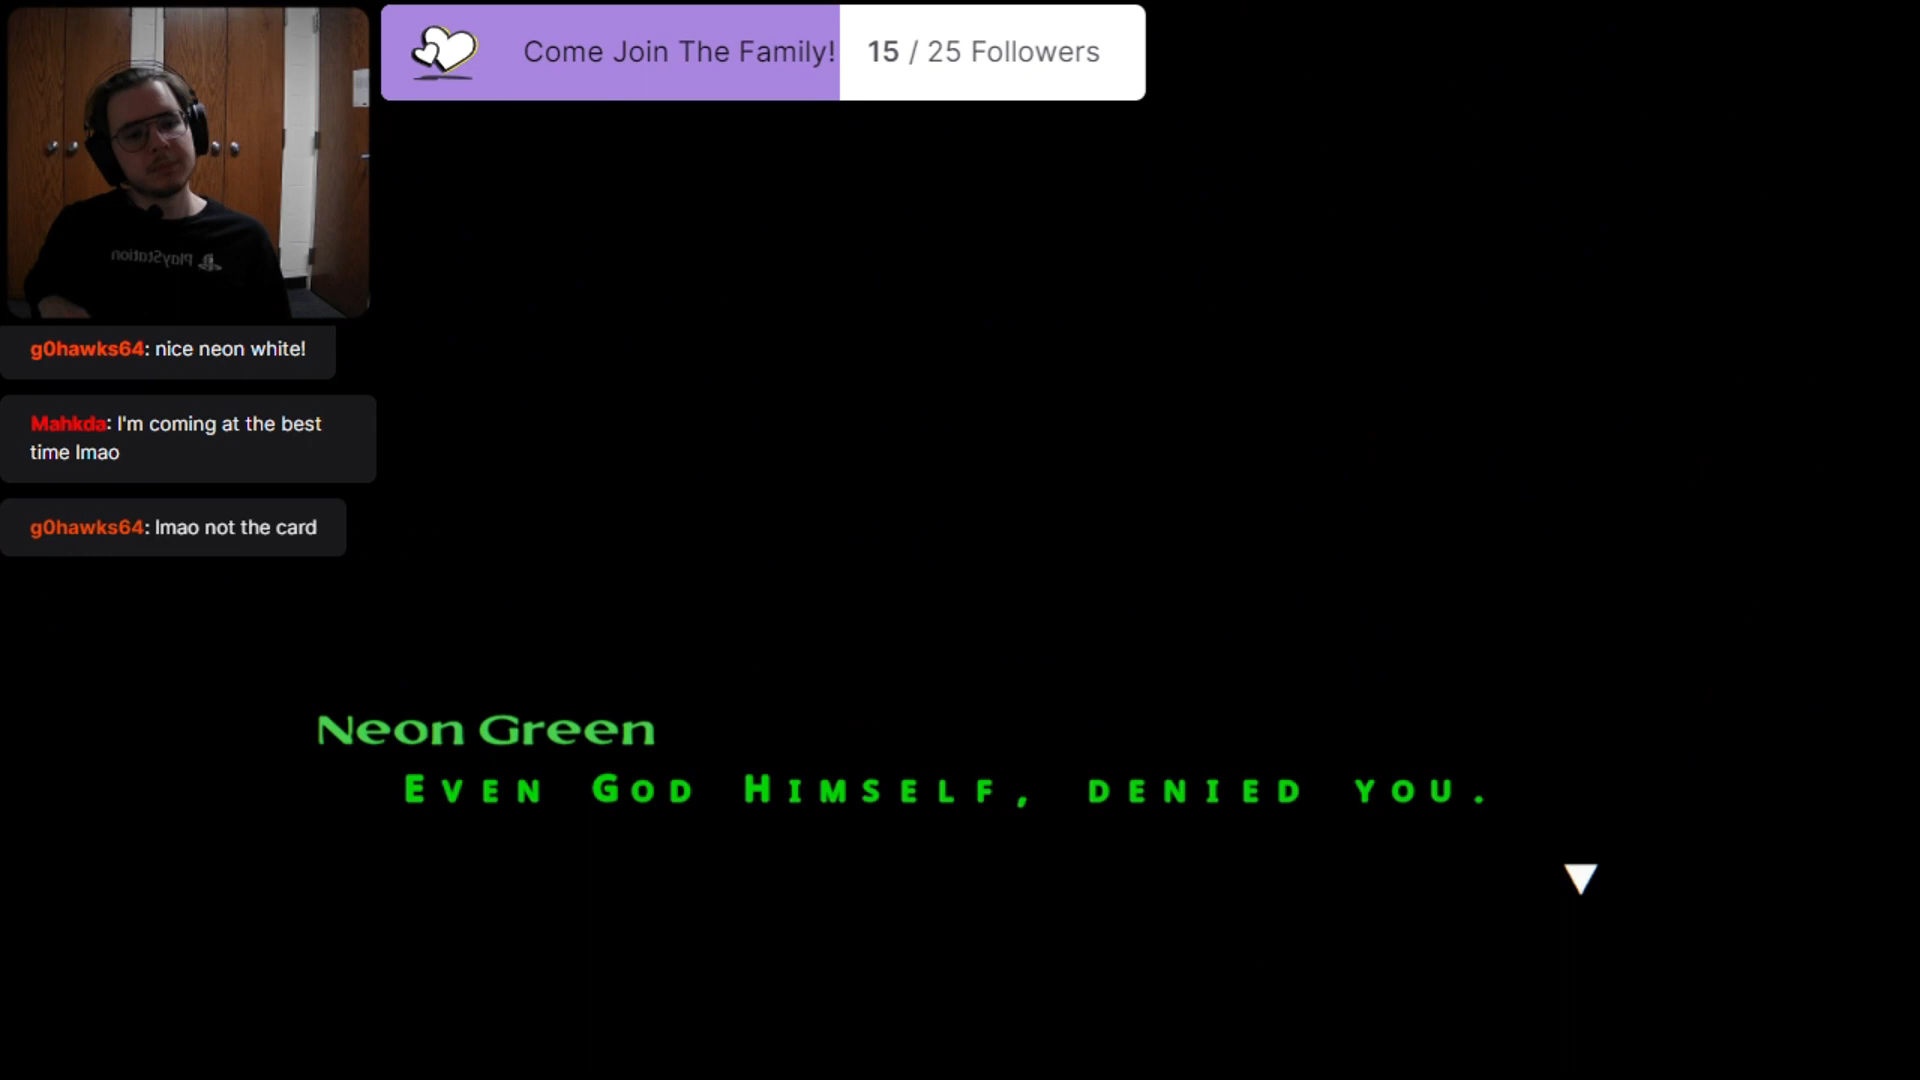 Come Join The Family!
15 / 25 Followers
PlayStation
g0hawks64: nice neon white!
Mahkda: I'm coming at the best
time lmao
g0hawks64: lmao not the card
Neon Green
Even God Himself, denied you.